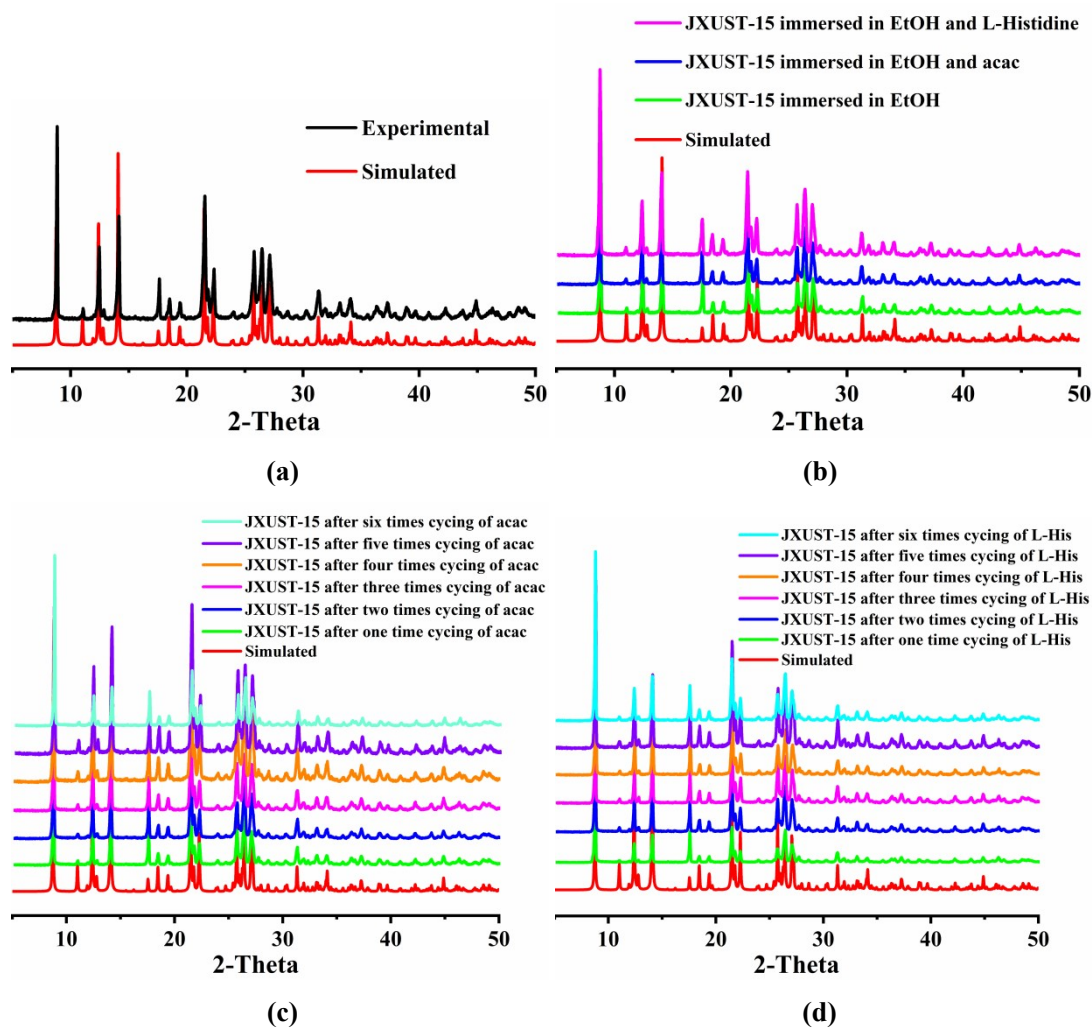 Experimental
Simulated
10 20 30 40 50
2-Theta
(a)
JXUST-15 immersed in EtOH and L-Histidine
JXUST-15 immersed in EtOH and acac
JXUST-15 immersed in EtOH
Simulated
10 20 30 40 50
2-Theta
(b)
JXUST-15 after six times cycing of acac
JXUST-15 after five times cycing of acac
JXUST-15 after four times cycing of acac
JXUST-15 after three times cycing of acac
JXUST-15 after two times cycing of acac
JXUST-15 after one time cycing of acac
Simulated
10 20 30 40 50
2-Theta
(c)
JXUST-15 after six times cycing of L-His
JXUST-15 after five times cycing of L-His
JXUST-15 after four times cycing of L-His
JXUST-15 after three times cycing of L-His
JXUST-15 after two times cycing of L-His
JXUST-15 after one time cycing of L-His
Simulated
10 20 30 40 50
2-Theta
(d)